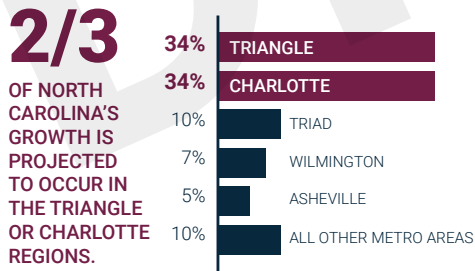 2/3
OF NORTH
CAROLINA'S
GROWTH IS
PROJECTED
TO OCCUR IN
THE TRIANGLE
OR CHARLOTTE
REGIONS.
34% TRIANGLE
34% CHARLOTTE
10% TRIAD
7% WILMINGTON
5% ASHEVILLE
10% ALL OTHER METRO AREAS